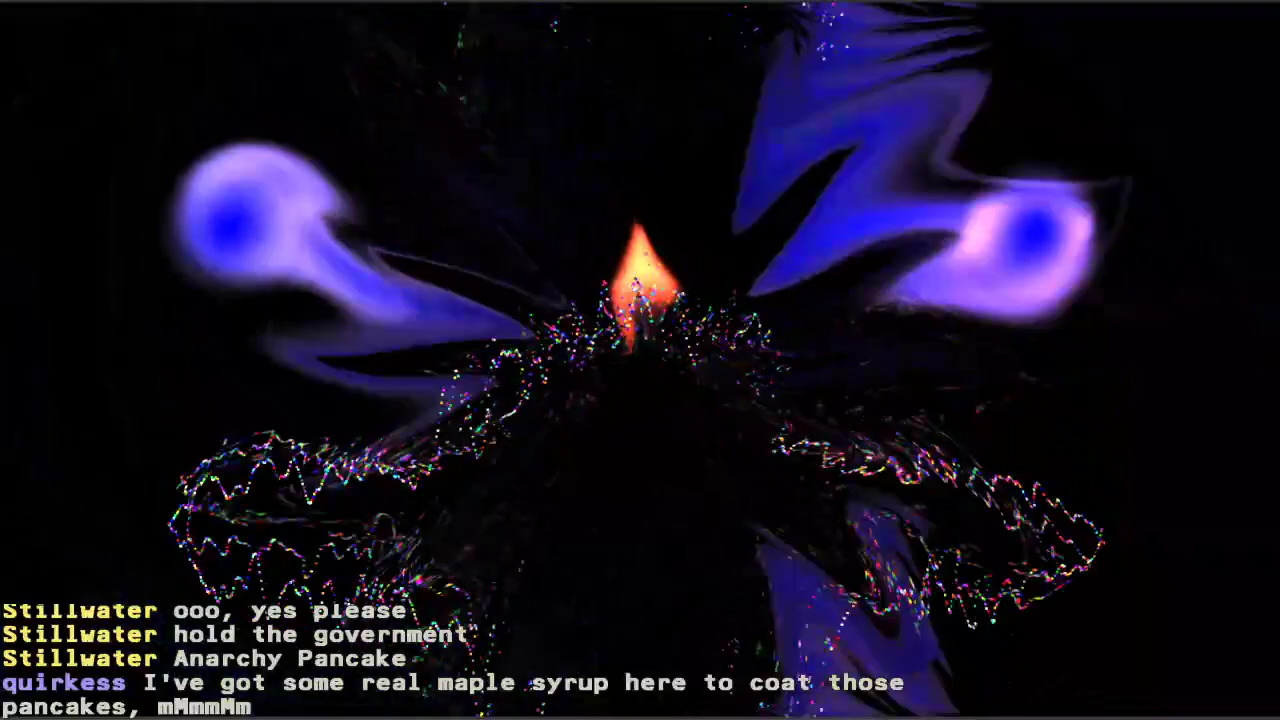 Stillwater ooo, yes please
Stillwater hold the government
Stillwater Anarchy Pancake
quirkess I've got some real maple syrup here to coat those
pancakes, mMmmMm